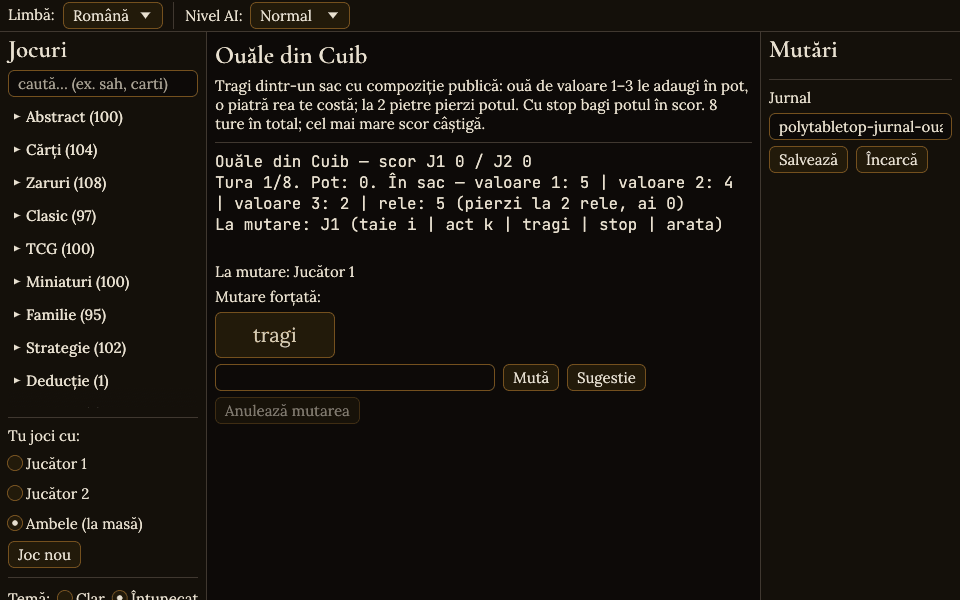 Limbă: Română ▼ Nivel AI: Normal ▼
Jocuri
caută... (ex. sah, carti)
▸ Abstract (100)
▸ Cărți (104)
▸ Zaruri (108)
▸ Clasic (97)
▸ TCG (100)
▸ Miniaturi (100)
▸ Familie (95)
▸ Strategie (102)
▸ Deducție (1)
Tu joci cu:
Jucător 1
Jucător 2
Ambele (la masă)
Joc nou
Temă: Clar Întunecat
Ouăle din Cuib
Tragi dintr-un sac cu compoziție publică: ouă de valoare 1–3 le adaugi în pot,
o piatră rea te costă; la 2 pietre pierzi potul. Cu stop bagi potul în scor. 8
ture în total; cel mai mare scor câștigă.
Ouăle din Cuib — scor J1 0 / J2 0
Tura 1/8. Pot: 0. În sac — valoare 1: 5 | valoare 2: 4
| valoare 3: 2 | rele: 5 (pierzi la 2 rele, ai 0)
La mutare: J1 (taie i | act k | tragi | stop | arata)
La mutare: Jucător 1
Mutare forțată:
tragi
Mută Sugestie
Anulează mutarea
Mutări
Jurnal
polytabletop-jurnal-oua
Salvează Încarcă